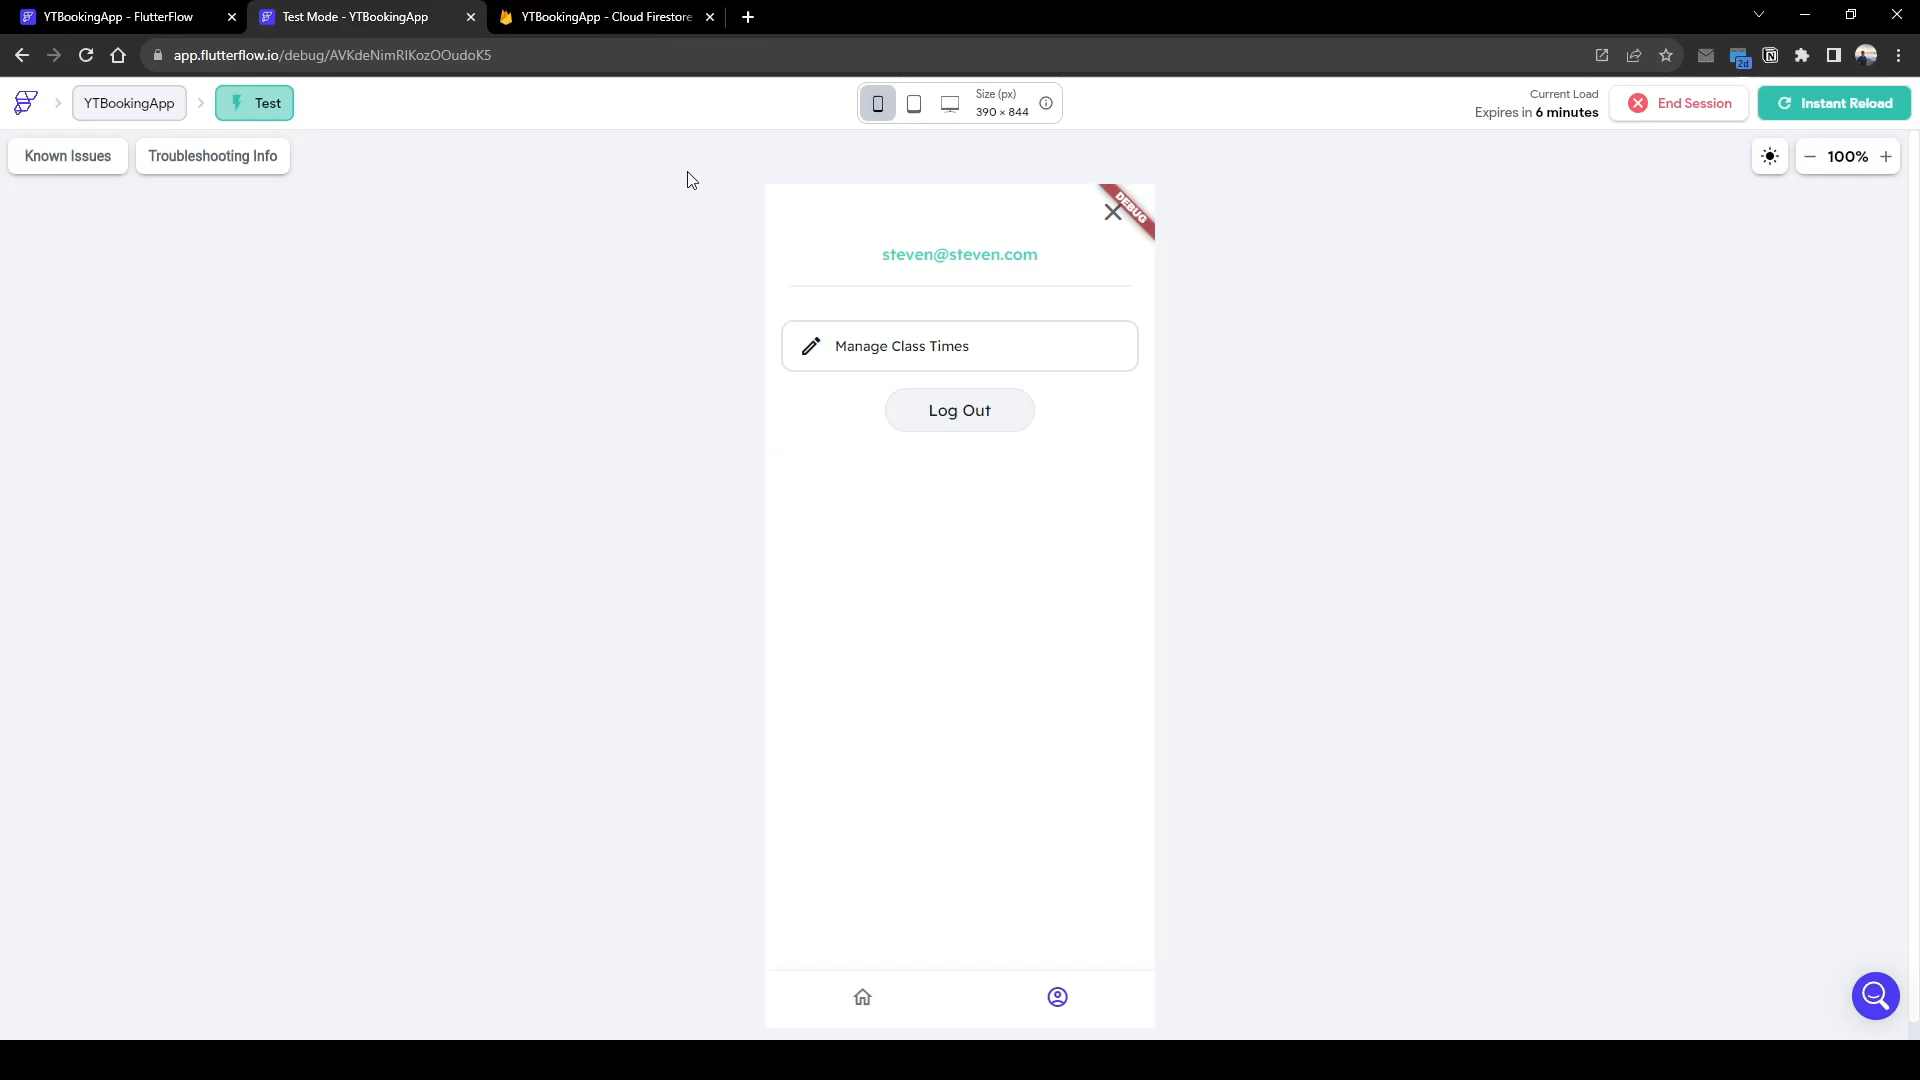 YTBookingApp - FlutterFlow
Test Mode - YTBookingApp
YTBookingApp - Cloud Firestore
app.flutterflow.io/debug/AVKdeNimRlKozOOudoK5
2d
YTBookingApp
Test
Size (px)
390 × 844
Current Load
Expires in 6 minutes
End Session
Instant Reload
Known Issues
Troubleshooting Info
100%
DEBUG
steven@steven.com
Manage Class Times
Log Out